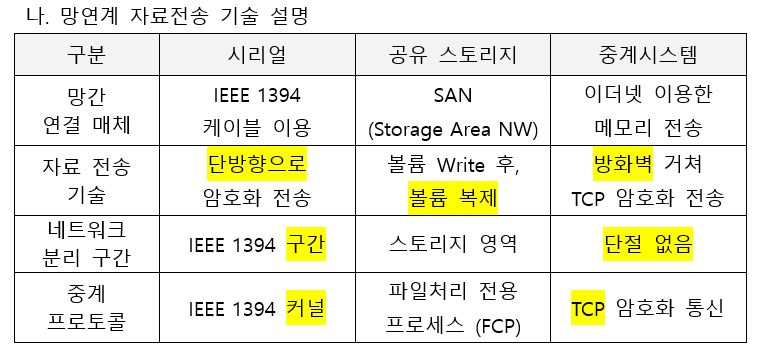 나. 망연계 자료전송 기술 설명
구분 시리얼 공유 스토리지 중계시스템
망간
연결 매체
IEEE 1394
케이블 이용
SAN
(Storage Area NW)
이더넷 이용한
메모리 전송
자료 전송
기술
단방향으로
암호화 전송
볼륨 Write 후,
볼륨 복제
방화벽 거쳐
TCP 암호화 전송
네트워크
분리 구간
IEEE 1394 구간
스토리지 영역
단절 없음
중계
프로토콜
IEEE 1394 커널
파일처리 전용
프로세스 (FCP)
TCP 암호화 통신